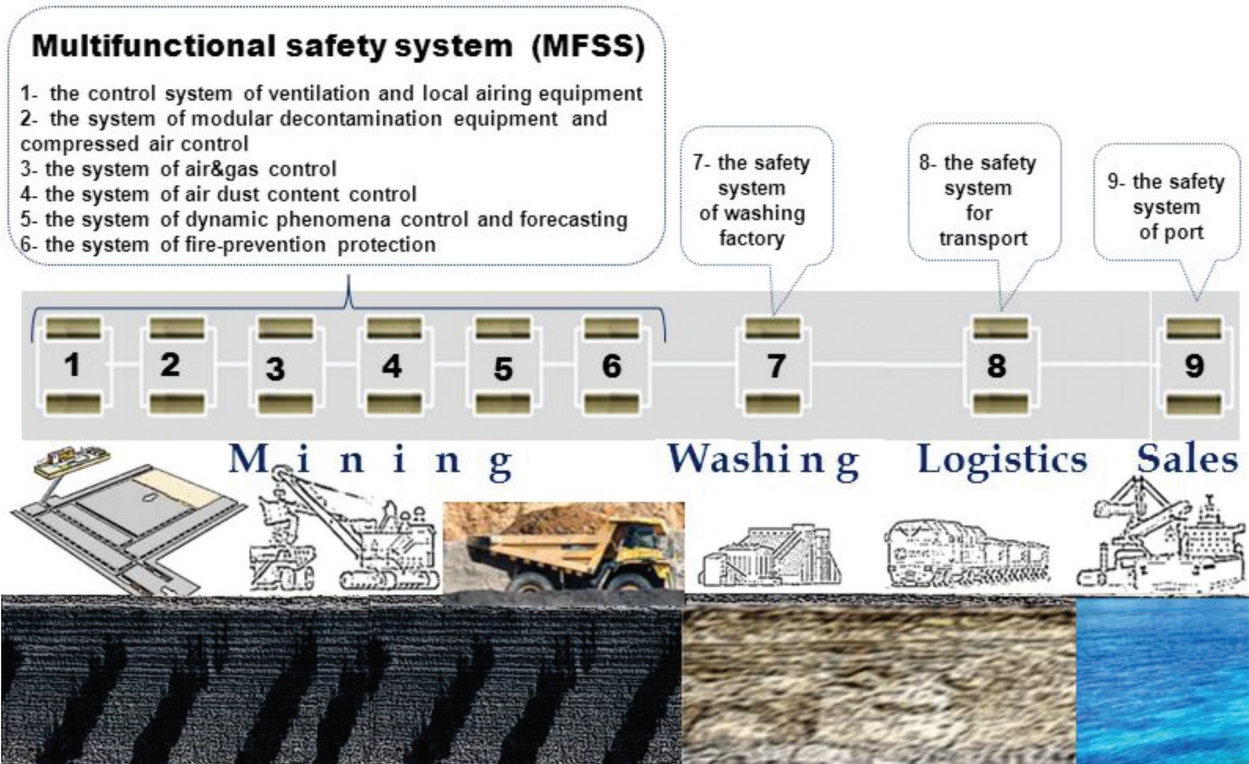 Multifunctional safety system (MFSS)
1- the control system of ventilation and local airing equipment
2- the system of modular decontamination equipment and
compressed air control
3- the system of air&gas control
4- the system of air dust content control
5- the system of dynamic phenomena control and forecasting
6- the system of fire-prevention protection
7- the safety
system
of washing
factory
8- the safety
system
for
transport
9- the safety
system
of port
1 2 3 4 5 6 7 8 9
Mining Washing Logistics Sales